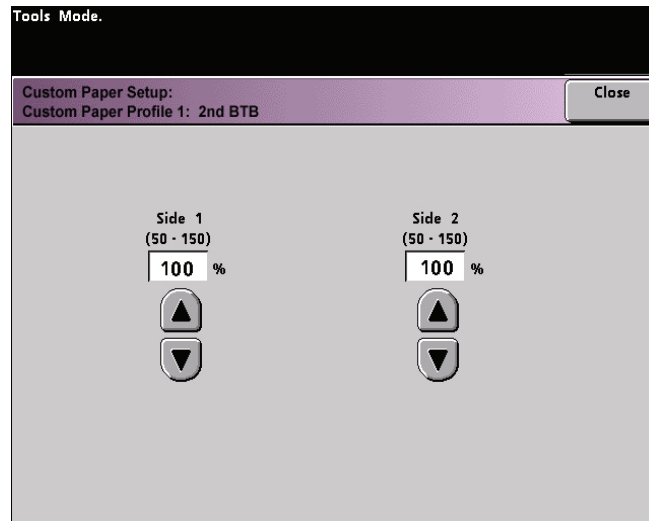 Tools Mode.
Custom Paper Setup:
Close
Custom Paper Profile 1: 2nd BTB
Side 1
(50 - 150)
100 %
Side 2
(50 - 150)
100 %